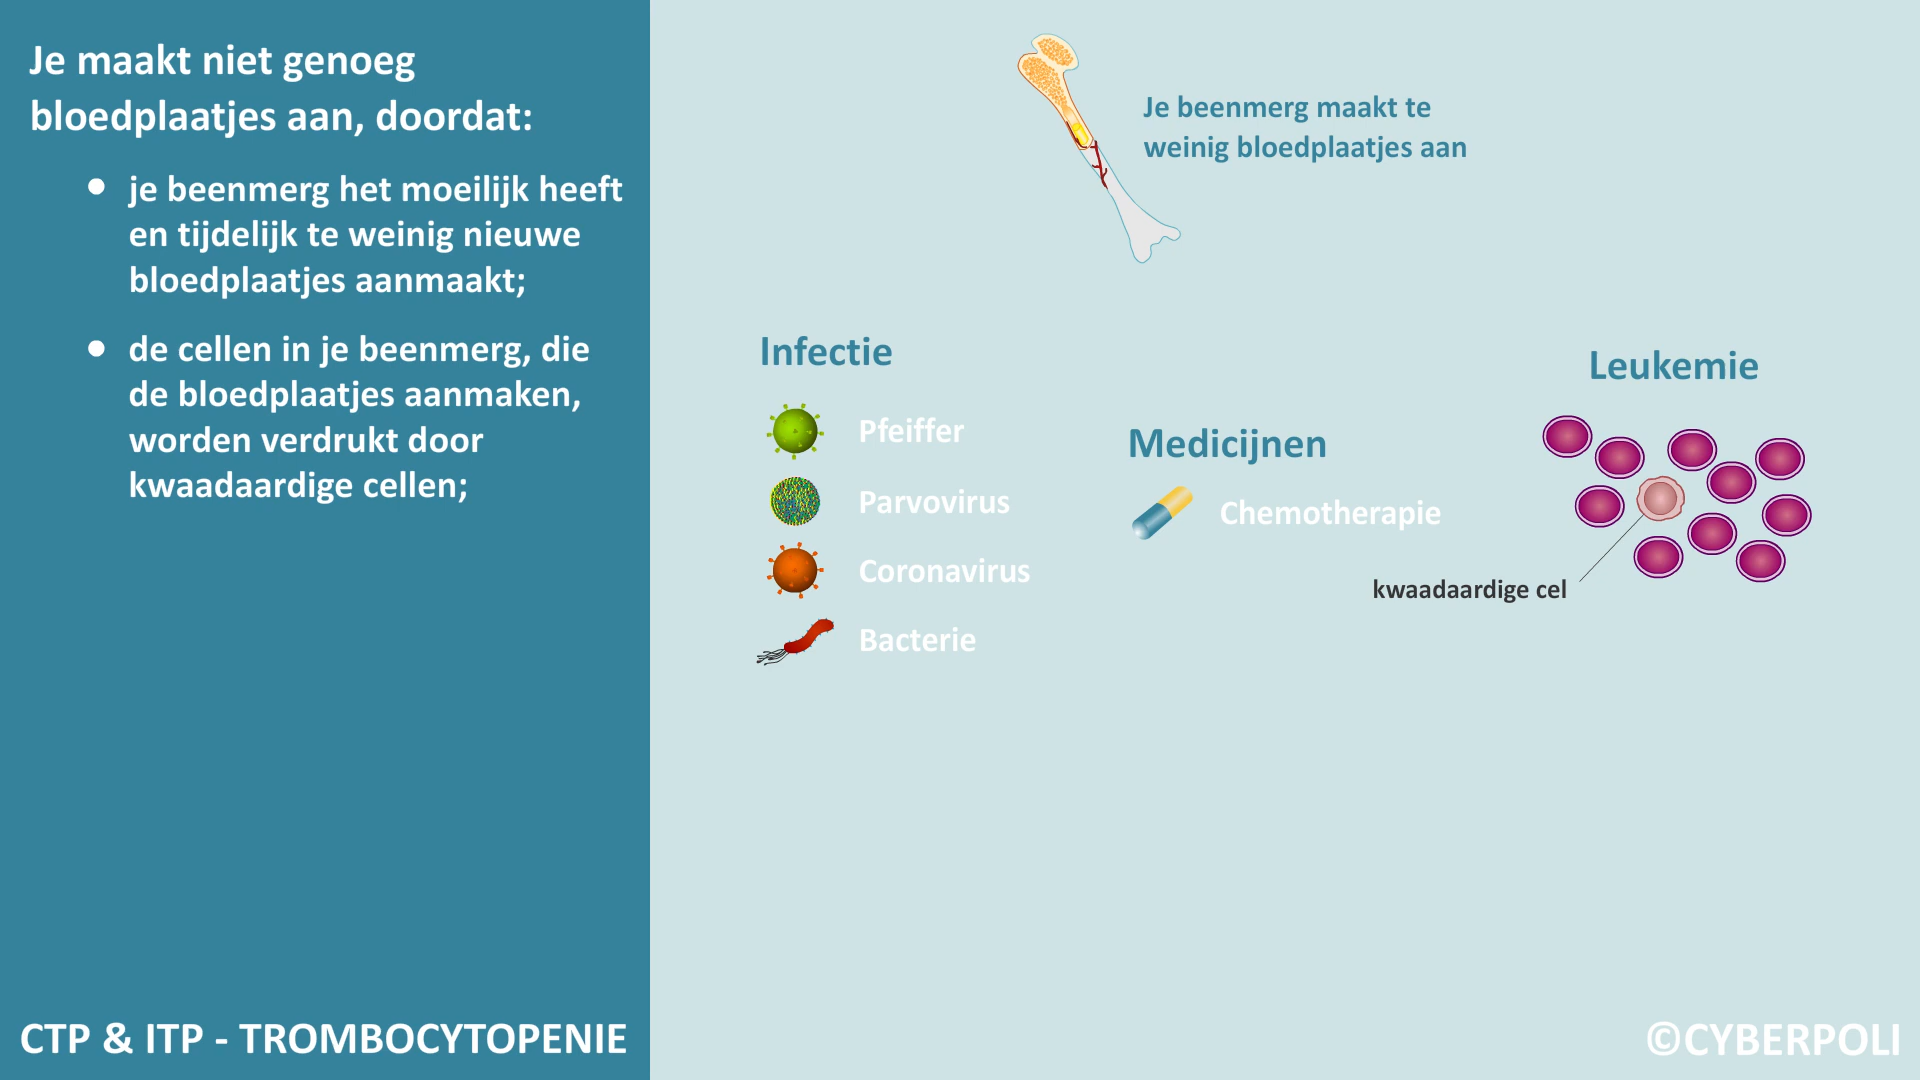 Je maakt niet genoeg
bloedplaatjes aan, doordat:
• je beenmerg het moeilijk heeft
en tijdelijk te weinig nieuwe
bloedplaatjes aanmaakt;
• de cellen in je beenmerg, die
de bloedplaatjes aanmaken,
worden verdrukt door
kwaadaardige cellen;
CTP & ITP - TROMBOCYTOPENIE
Je beenmerg maakt te
weinig bloedplaatjes aan
Infectie
Pfeiffer
Parvovirus
Coronavirus
Bacterie
Medicijnen
Chemotherapie
Leukemie
kwaadaardige cel
©CYBERPOLI